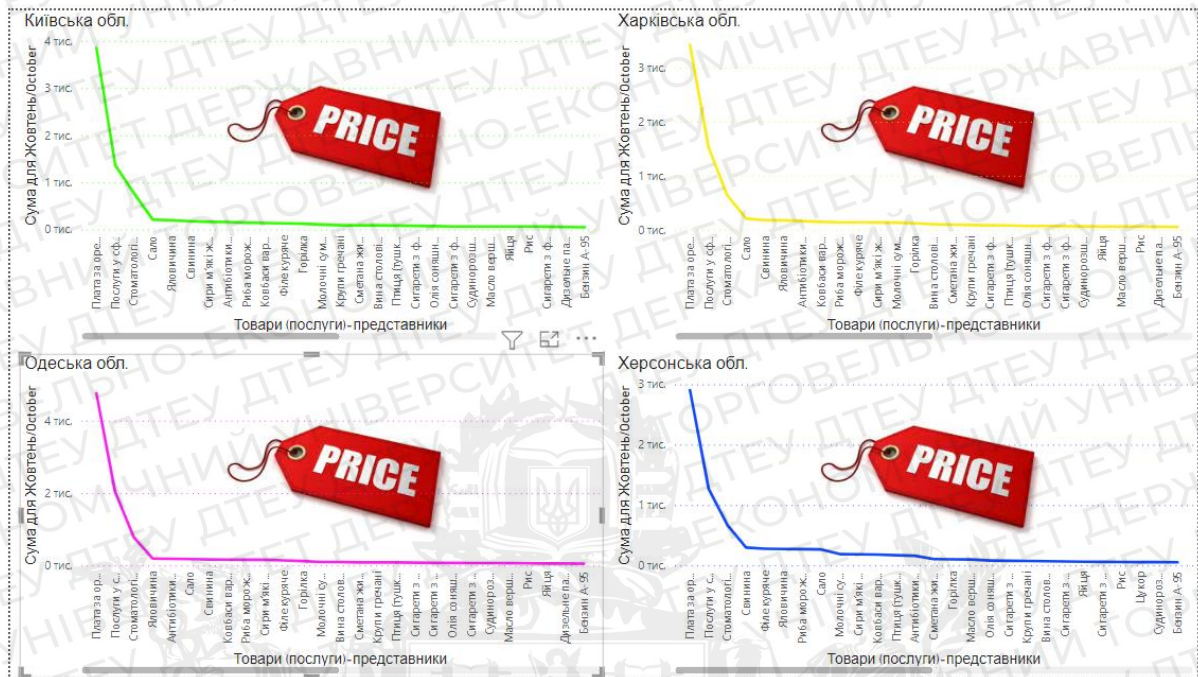 Київська обл.
4 тис.
3 тис.
2 тис.
1 тис.
0 тис.
Сума для Жовтень/October
PRICE
Плата за оре...
Послуги у сф...
Стоматологі...
Сало
Яловичина
Свинина
Сири м'які ж...
Антибіотики...
Риба морож...
Ковбаси вар...
Філе куряче
Горілка
Молочні су м...
Крупи гречані
Сметана жи...
Вина столові
Птиця (тушк...
Сигарети з ф...
Олія соняшн...
Сигарети з ф...
Судинорозш...
Масло верш...
Яйця
Рис
Сигарети з ф...
Дизельне па...
Бензин А-95
Товари (послуги)-представники
Харківська обл.
3 тис.
2 тис.
1 тис.
0 тис.
Сума для Жовтень/October
PRICE
Плата за оре...
Послуги у сф...
Стоматологі...
Сало
Свинина
Яловичина
Антибіотики...
Ковбаси вар...
Риба морож...
Філе куряче
Сири м'які ж...
Молочні су м...
Горілка
Вина столові
Сметана жи...
Крупи гречані
Сигарети з ф...
Птиця (тушк...
Олія соняшн...
Сигарети з ф...
Сигарети з ф...
Судинорозш...
Яйця
Масло верш...
Рис
Дизельне па...
Бензин А-95
Товари (послуги)-представники
Одеська обл.
4 тис.
2 тис.
0 тис.
Сума для Жовтень/October
PRICE
Плата за ор...
Послуги у с...
Стоматологі...
Яловичина
Антибіотики...
Сало
Свинина
Ковбаси вар...
Риба морож...
Сири м'які...
Філе куряче
Горілка
Молочні су...
Вина столов...
Сметана жи...
Крупи гречані
Птиця (тушк...
Сигарети з ...
Сигарети з ...
Олія соняш...
Сигарети з ...
Судинороз...
Масло верш...
Рис
Яйця
Дизельне па...
Бензин А-95
Товари (послуги)-представники
Херсонська обл.
3 тис.
2 тис.
1 тис.
0 тис.
Сума для Жовтень/October
PRICE
Плата за ор...
Послуги у с...
Стоматологі...
Свинина
Філе куряче
Яловичина
Риба морож...
Сало
Молочні су...
Сири м'які ...
Ковбаси вар...
Птиця (тушк...
Антибіотики...
Сметана жи...
Горілка
Масло верш...
Олія соняш...
Сигарети з ...
Крупи гречані
Вина столов...
Сигарети з ...
Сигарети з ...
Рис
Цукор
Судинороз...
Бензин А-95
Товари (послуги)-представники